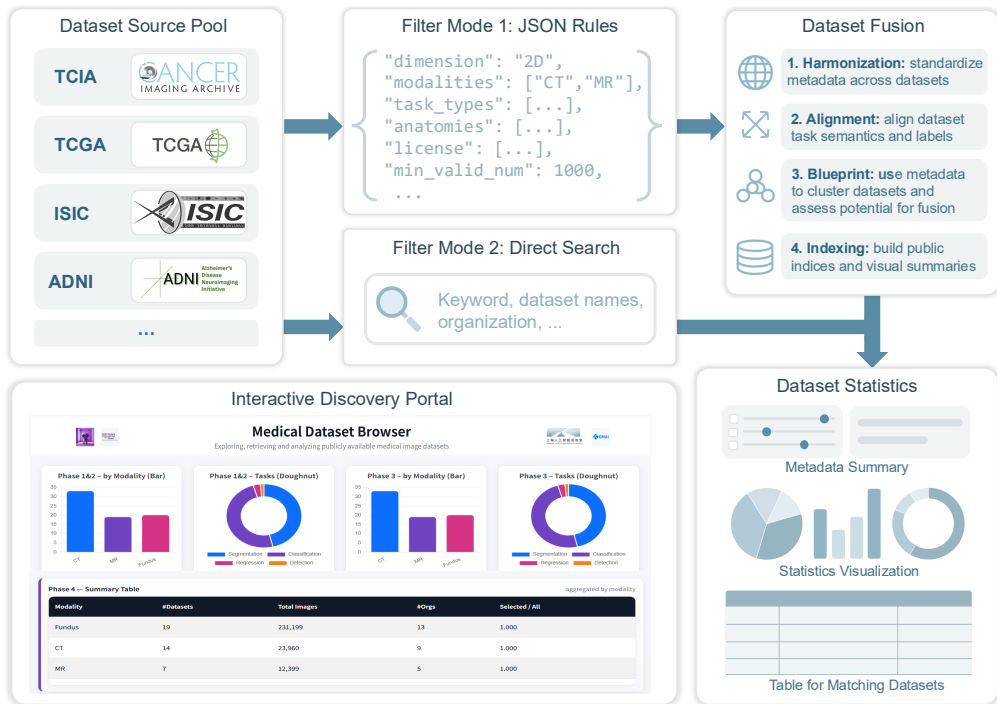 Dataset Source Pool
TCIA
CANCER
IMAGING ARCHIVE
TCGA
TCGA
ISIC
ISIC
ADNI
ADNI
Alzheimer's
Disease
Neuroimaging
Initiative
...
Filter Mode 1: JSON Rules
"dimension": "2D",
"modalities": ["CT","MR"],
"task_types": [...],
"anatomies": [...],
"license": [...],
"min_valid_num": 1000,
...
Filter Mode 2: Direct Search
Keyword, dataset names,
organization, ...
Dataset Fusion
1. Harmonization: standardize
metadata across datasets
2. Alignment: align dataset
task semantics and labels
3. Blueprint: use metadata
to cluster datasets and
assess potential for fusion
4. Indexing: build public
indices and visual summaries
Interactive Discovery Portal
Medical Dataset Browser
Exploring, retrieving and analyzing publicly available medical image datasets
Phase 1&2 – by Modality (Bar)
35
30
25
20
15
10
5
0
CT
MR
Fundus
Phase 1&2 – Tasks (Doughnut)
Segmentation
Classification
Regression
Detection
Phase 3 – by Modality (Bar)
35
30
25
20
15
10
5
0
CT
MR
Fundus
Phase 3 – Tasks (Doughnut)
Segmentation
Classification
Regression
Detection
Phase 4 — Summary Table
aggregated by modality
Modality #Datasets Total Images #Orgs Selected / All
Fundus 19 231,199 13 1.000
CT 14 23,960 9 1.000
MR 7 12,399 5 1.000
Dataset Statistics
Metadata Summary
Statistics Visualization
Table for Matching Datasets